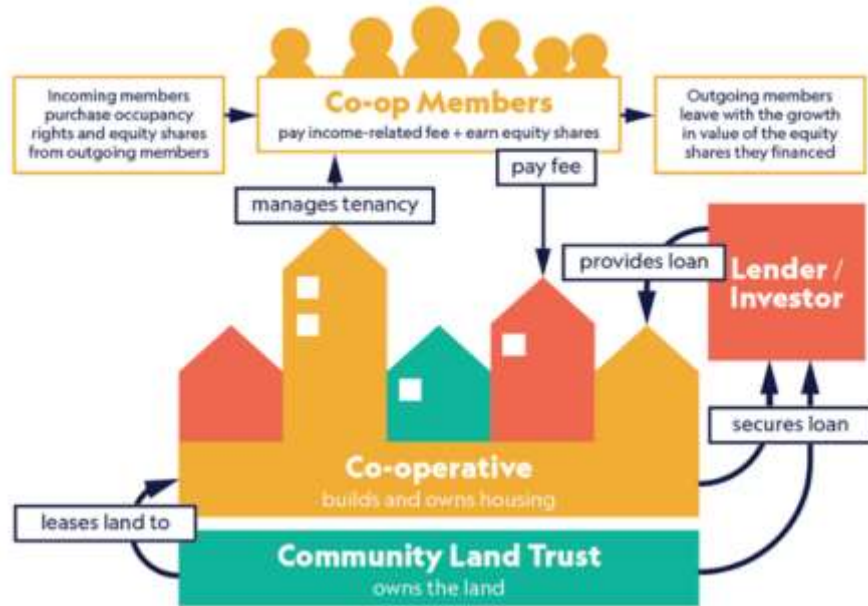 Incoming members
purchase occupancy
rights and equity shares
from outgoing members
Co-op Members
pay income-related fee + earn equity shares
Outgoing members
leave with the growth
in value of the equity
shares they financed
pay fee
manages tenancy
provides loan
Lender /
Investor
secures loan
Co-operative
builds and owns housing
leases land to
Community Land Trust
owns the land